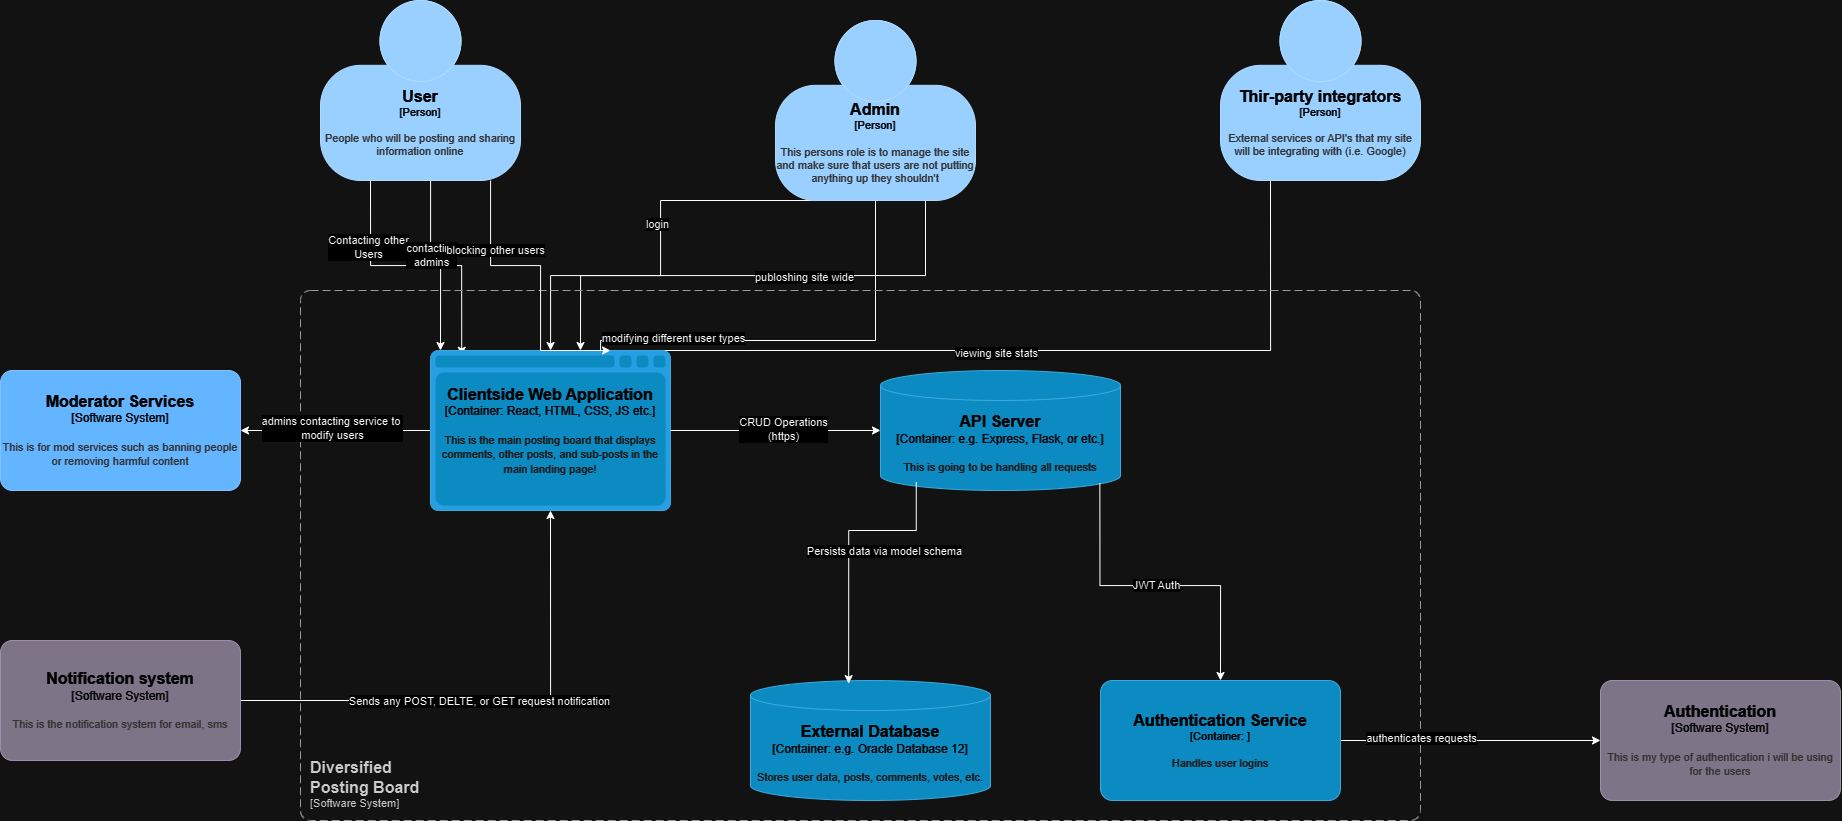 User
[Person]
People who will be posting and sharing
information online
Admin
[Person]
This persons role is to manage the site
and make sure that users are not putting
anything up they shouldn't
Thir-party integrators
[Person]
External services or API's that my site
will be integrating with (i.e. Google)
Contacting other
Users
contacting
admins
blocking other users
login
publoshing site wide
modifying different user types
viewing site stats
Moderator Services
[Software System]
This is for mod services such as banning people
or removing harmful content
admins contacting service to
modify users
Clientside Web Application
[Container: React, HTML, CSS, JS etc.]
This is the main posting board that displays
comments, other posts, and sub-posts in the
main landing page!
CRUD Operations
(https)
API Server
[Container: e.g. Express, Flask, or etc.]
This is going to be handling all requests
Persists data via model schema
JWT Auth
Notification system
[Software System]
This is the notification system for email, sms
Sends any POST, DELTE, or GET request notification
External Database
[Container: e.g. Oracle Database 12]
Stores user data, posts, comments, votes, etc.
Authentication Service
[Container: ]
Handles user logins
authenticates requests
Authentication
[Software System]
This is my type of authentication i will be using
for the users
Diversified
Posting Board
[Software System]